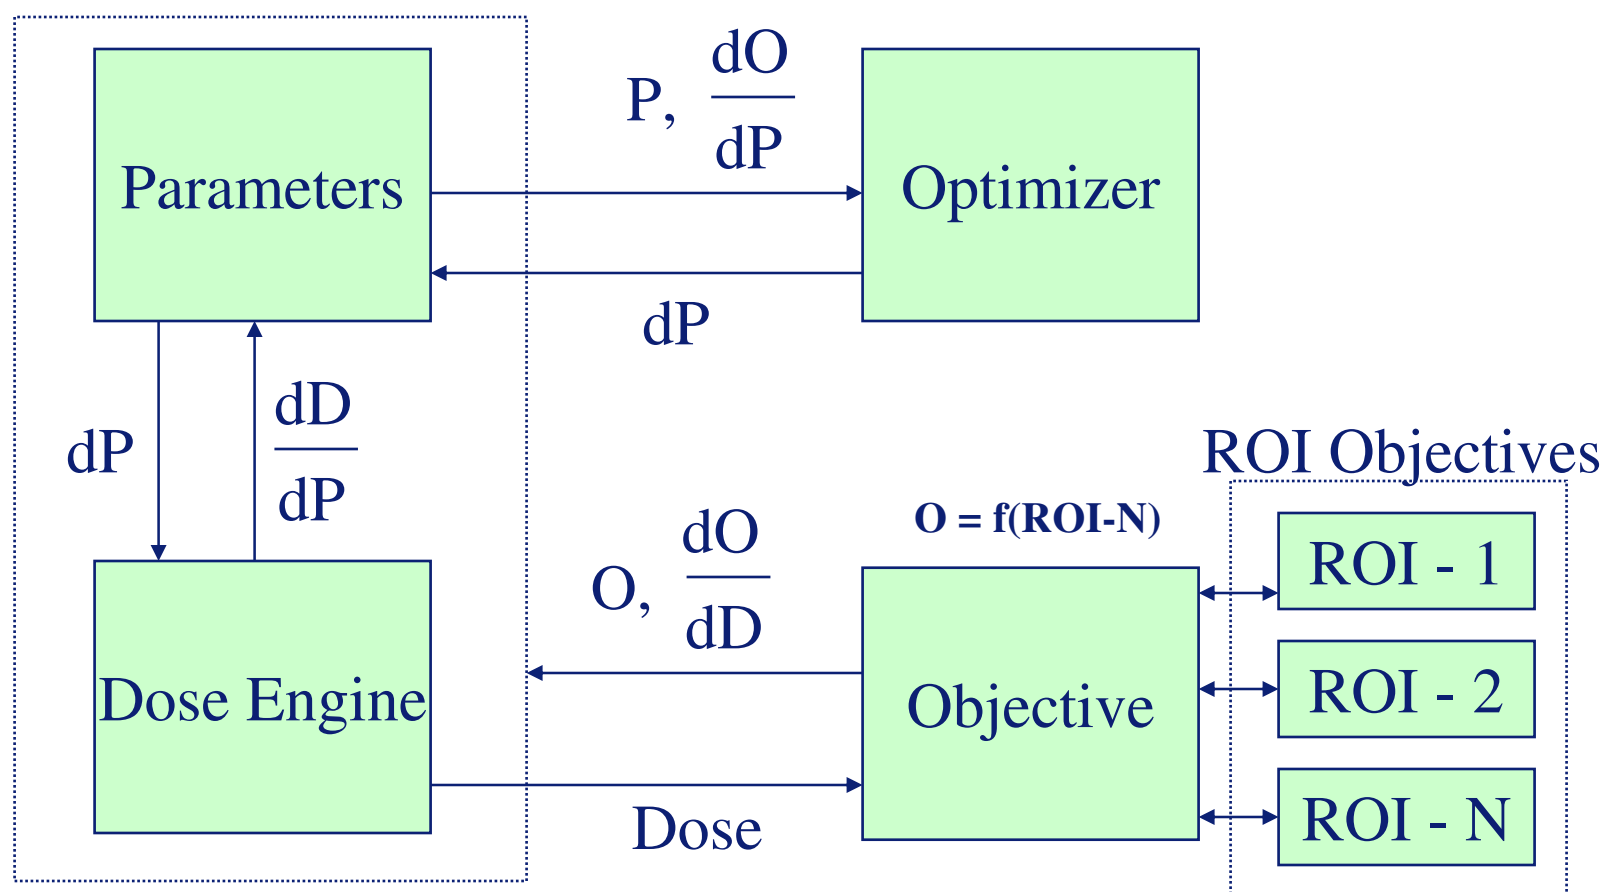 P, dO
dP
Parameters
Optimizer
dP
dP
dD
dP
ROI Objectives
O = f(ROI-N)
O, dO
dD
ROI - 1
ROI - 2
ROI - N
Dose Engine
Objective
Dose